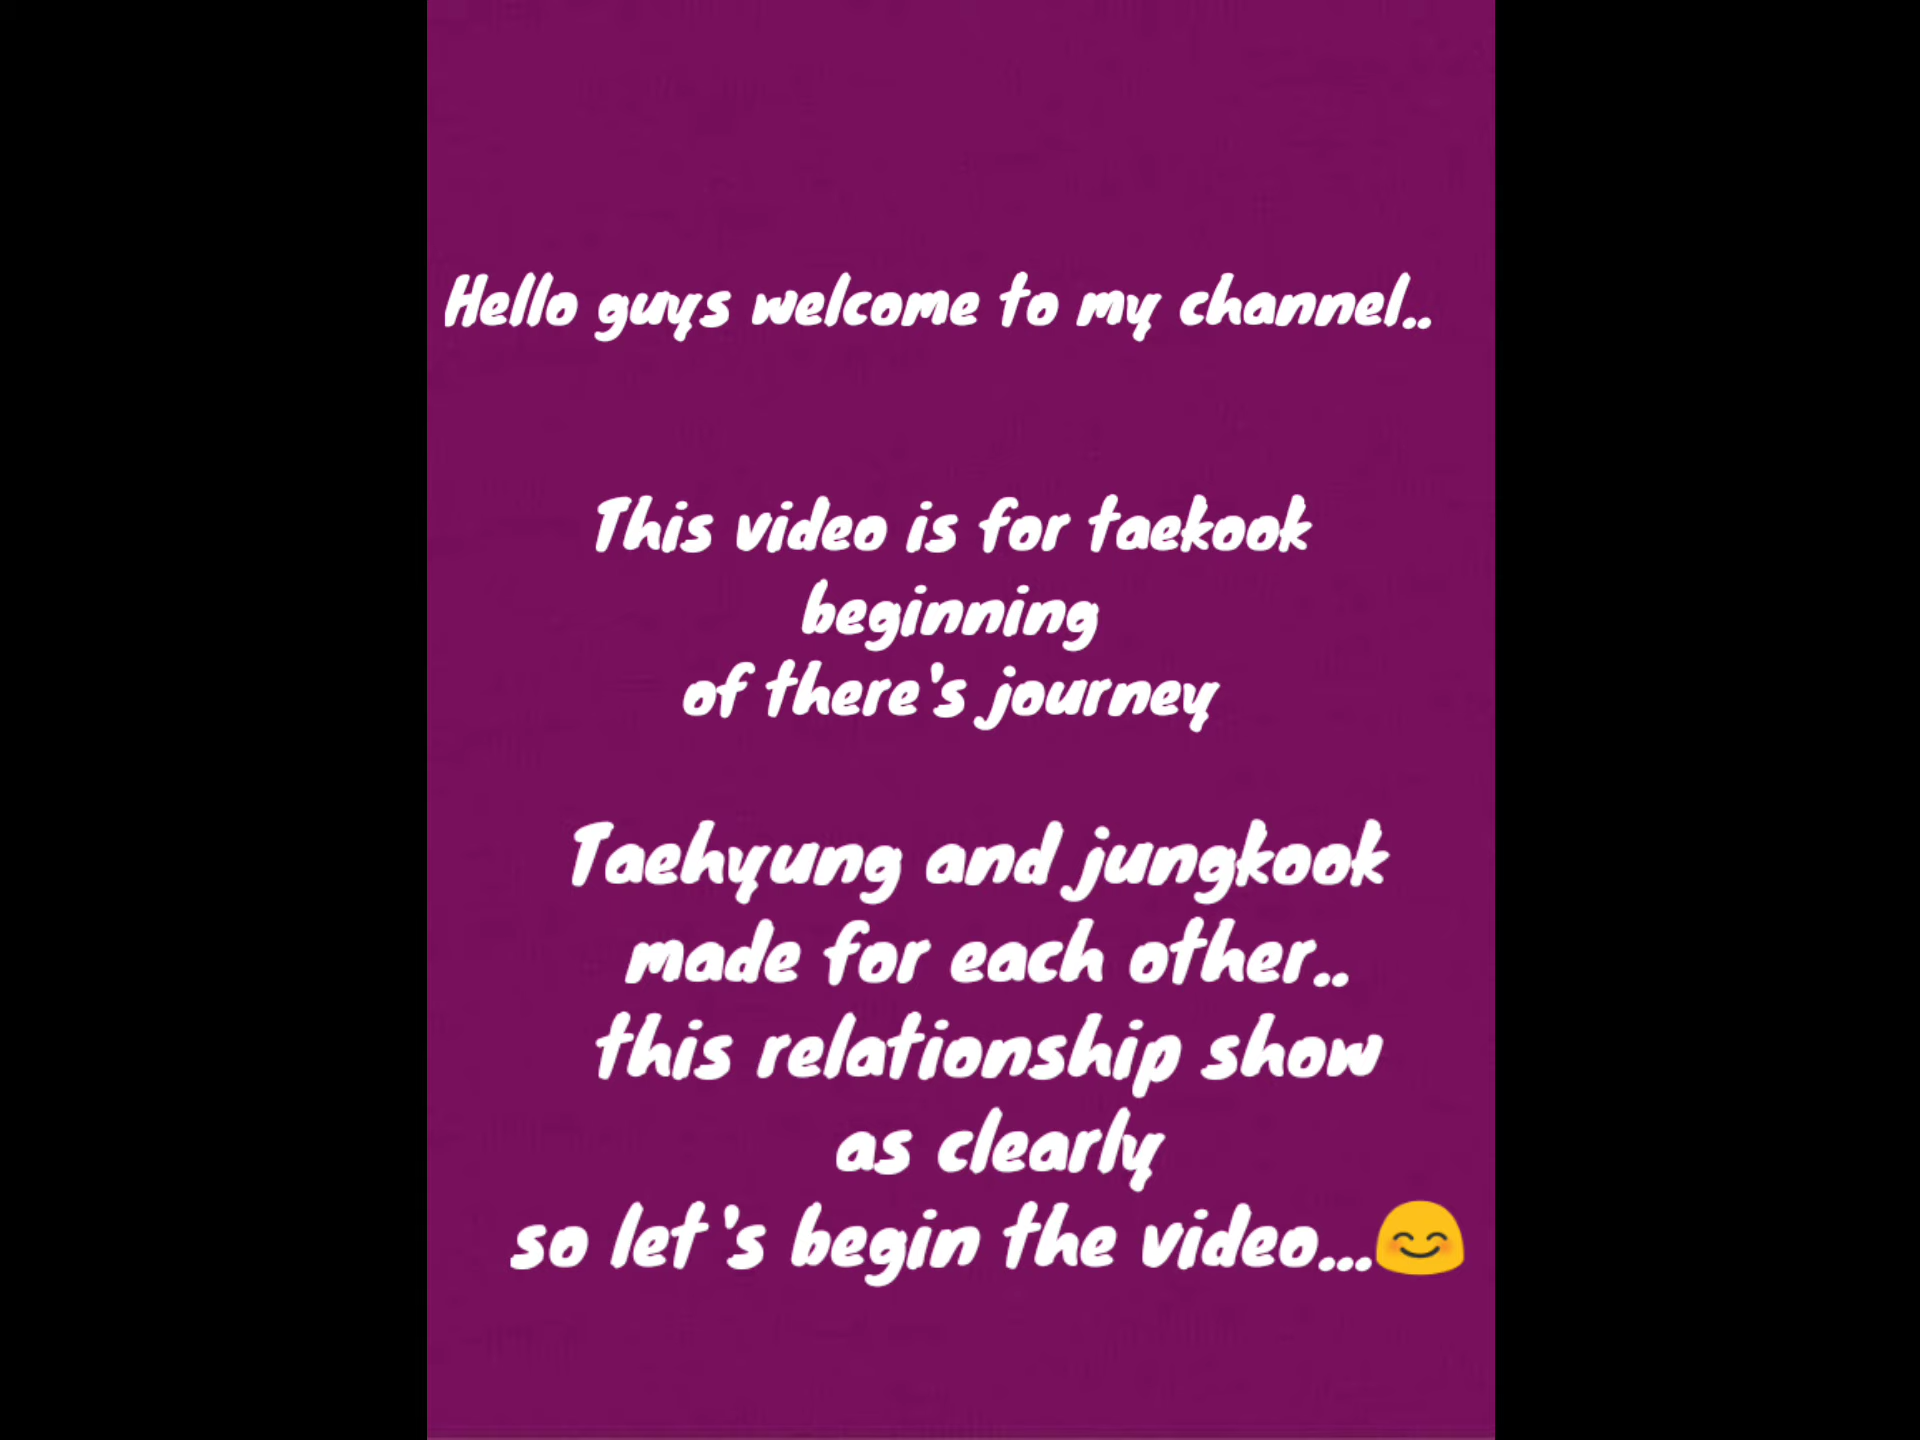 Hello guys welcome to my channel..
This video is for taekook
beginning
of there's journey
Taehyung and jungkook
made for each other..
this relationship show
as clearly
so let's begin the video...😊